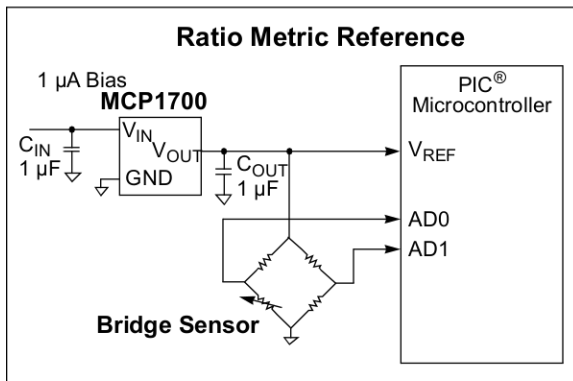 Ratio Metric Reference
1 µA Bias
MCP1700
PIC®
Microcontroller
VIN
VOUT
GND
CIN
1 µF
COUT
1 µF
VREF
AD0
AD1
Bridge Sensor